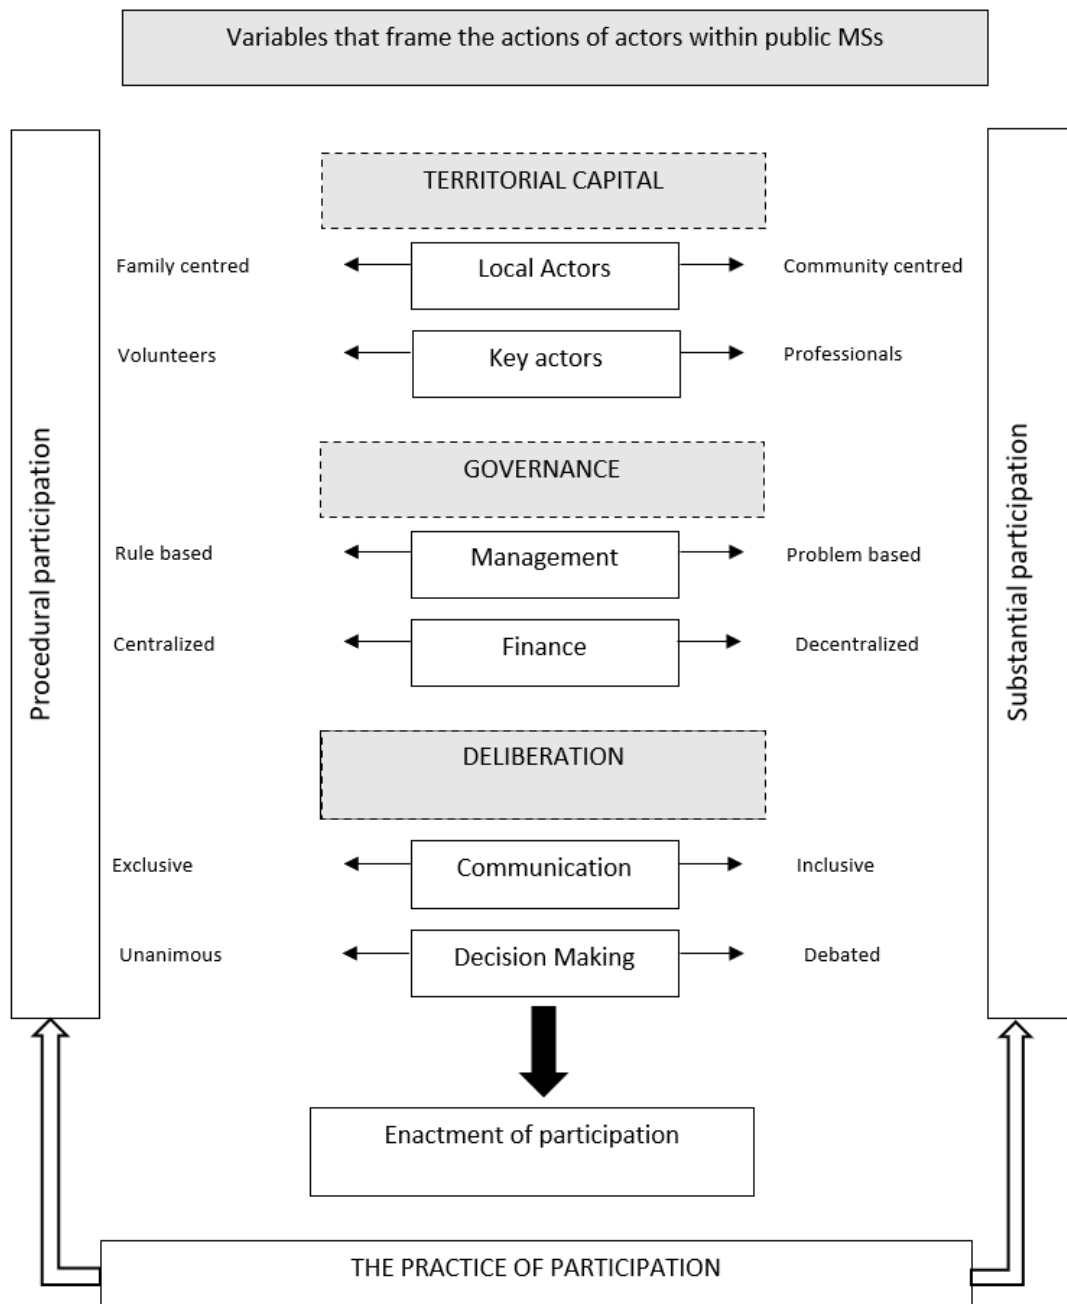 Variables that frame the actions of actors within public MSs
Procedural participation
Substantial participation
TERRITORIAL CAPITAL
Family centred
Local Actors
Community centred
Volunteers
Key actors
Professionals
GOVERNANCE
Rule based
Management
Problem based
Centralized
Finance
Decentralized
DELIBERATION
Exclusive
Communication
Inclusive
Unanimous
Decision Making
Debated
Enactment of participation
THE PRACTICE OF PARTICIPATION